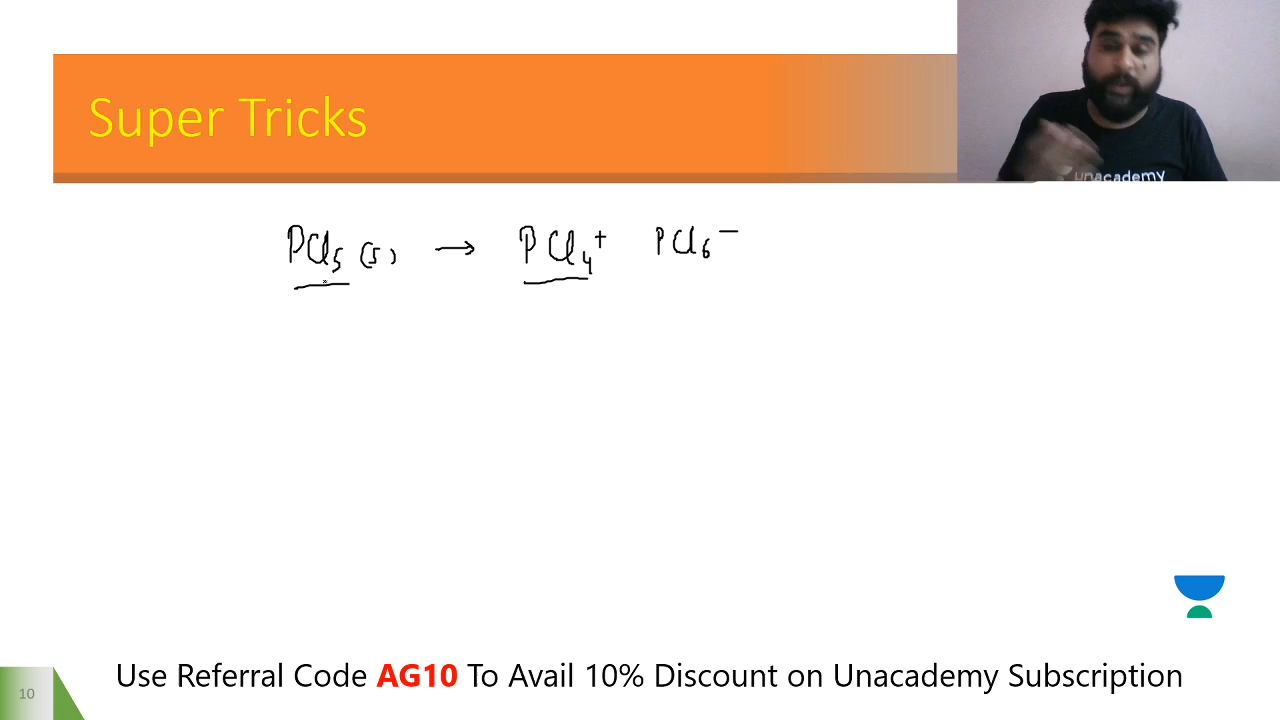 Super Tricks
unacademy
PCl5 (s) → PCl4+ PCl6−
10
Use Referral Code AG10 To Avail 10% Discount on Unacademy Subscription